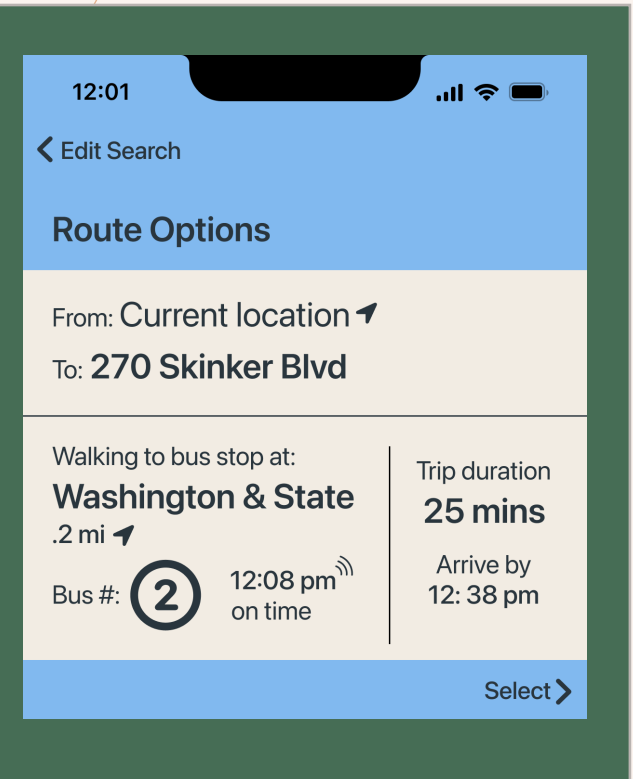 12:01
Edit Search
Route Options
From: Current location
To: 270 Skinker Blvd
Walking to bus stop at:
Washington & State
.2 mi
Bus #: 2
12:08 pm
on time
Trip duration
25 mins
Arrive by
12: 38 pm
Select